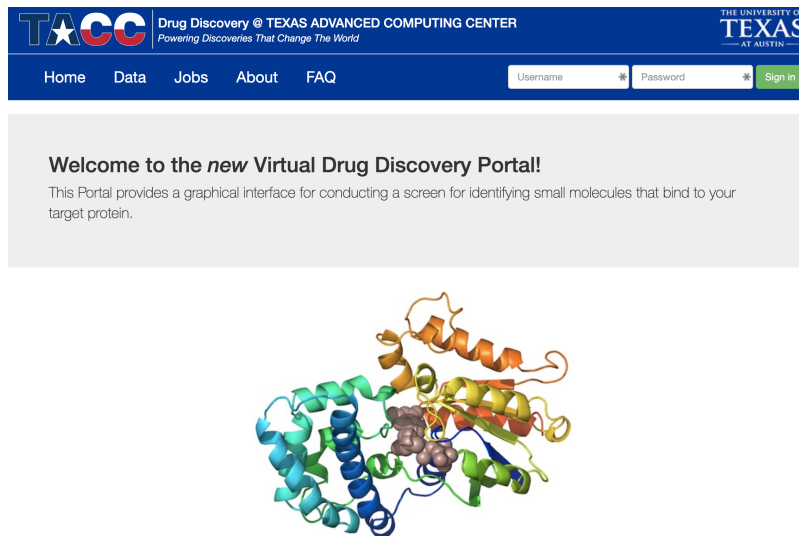 TACC
Drug Discovery @ TEXAS ADVANCED COMPUTING CENTER
Powering Discoveries That Change The World
THE UNIVERSITY O
TEXAS
AT AUSTIN
Home Data Jobs About FAQ Username Password Sign in
Welcome to the new Virtual Drug Discovery Portal!
This Portal provides a graphical interface for conducting a screen for identifying small molecules that bind to your
target protein.